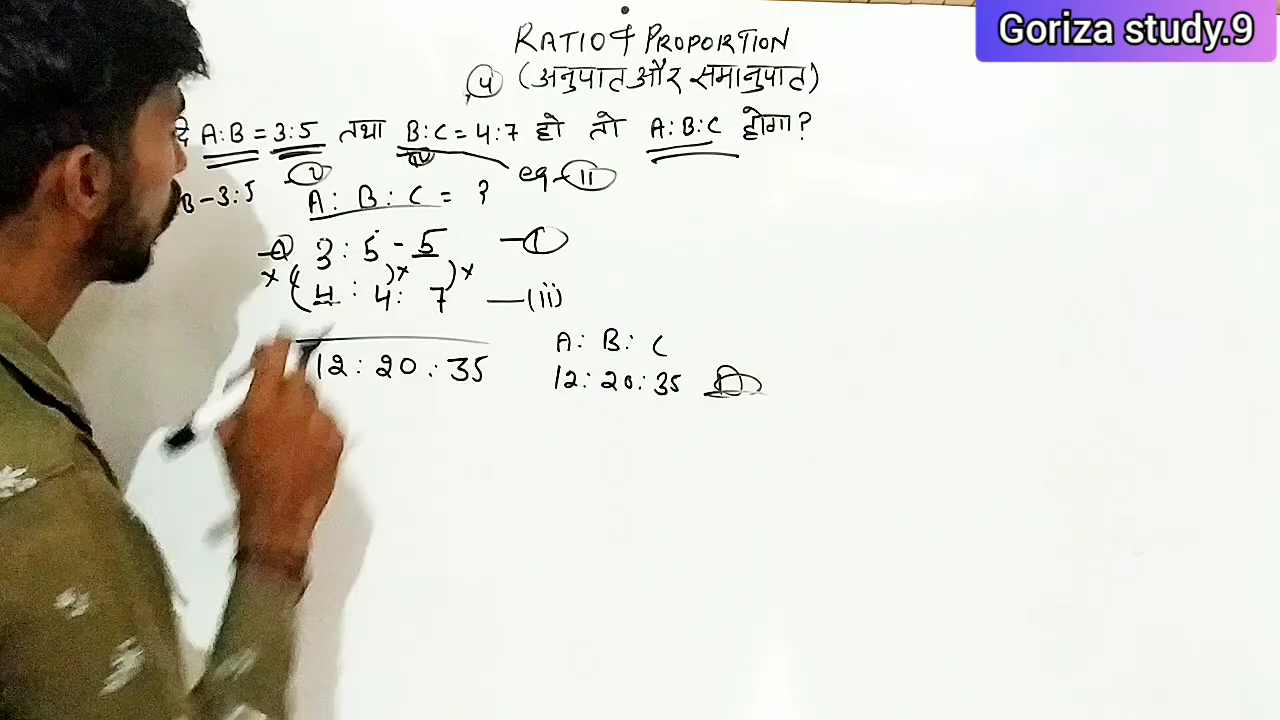 Goriza study.9
RATIO & PROPORTION
(अनुपात और समानुपात)
A:B = 3:5 तथा B:C = 4:7 हो तो A:B:C होगा?
eq - (ii)
B - 3:5
A : B : C = ?
3 : 5 - 5 — (i)
× ( 4 : 4 : 7 — (ii)
12 : 20 : 35
A : B : C
12 : 20 : 35